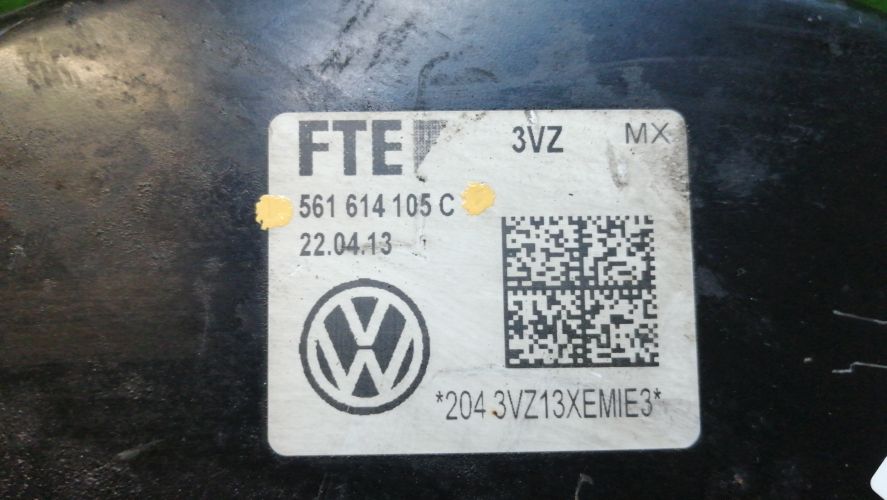 FTE 3VZ MX
561 614 105 C
22.04.13
*204 3VZ13XEMIE3*